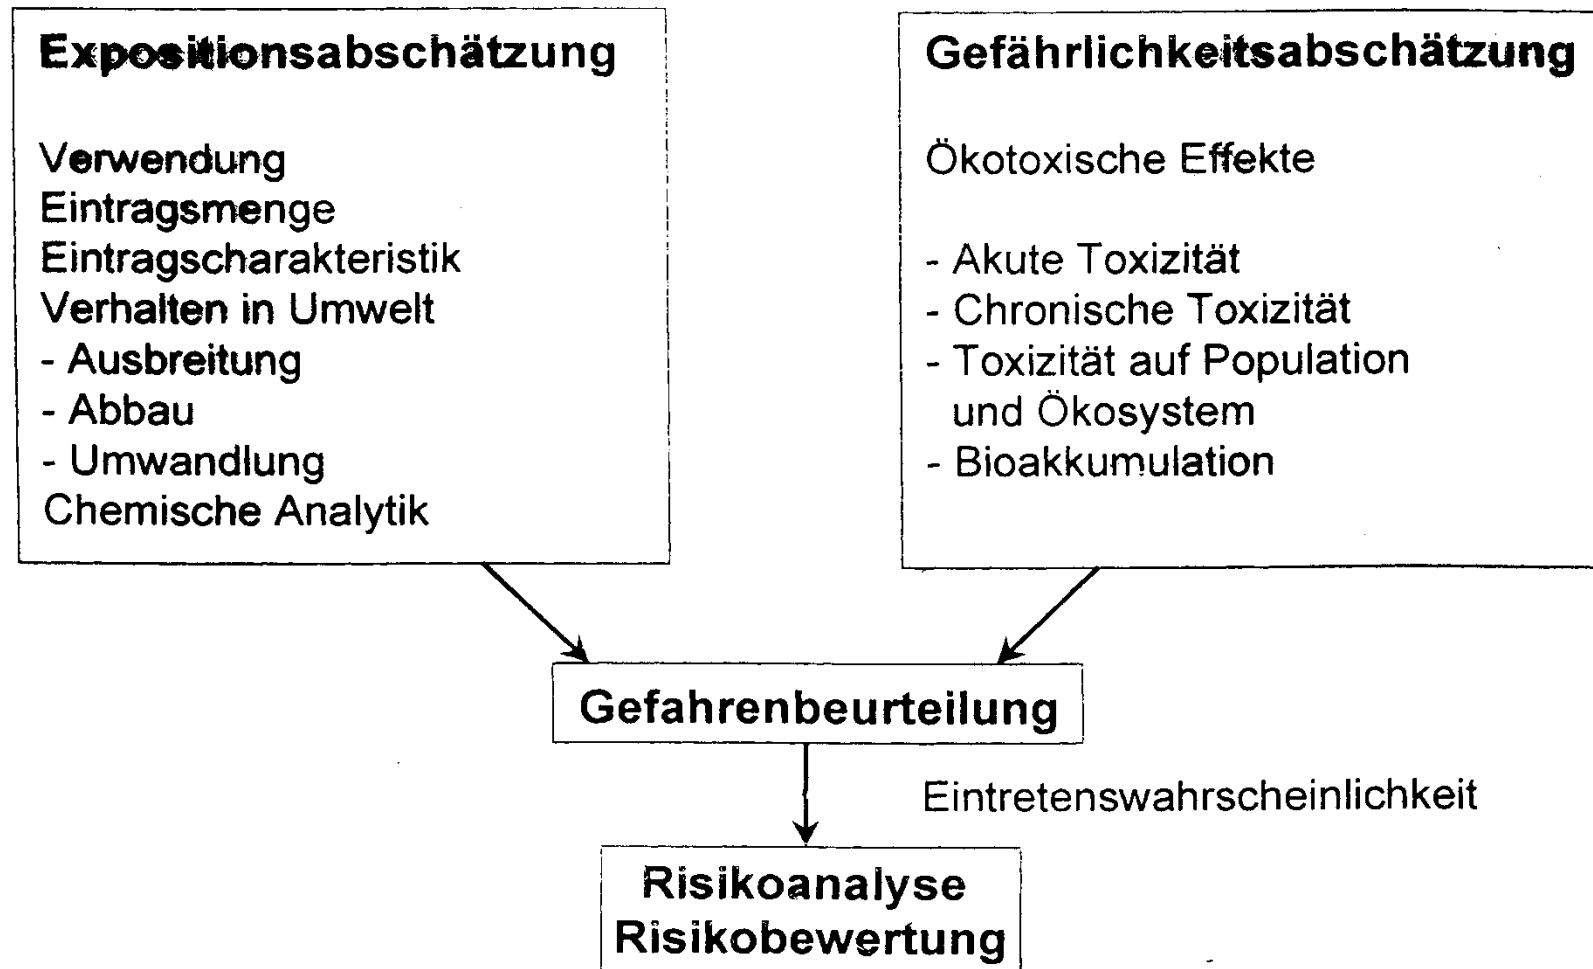 Expositionsabschätzung
Verwendung
Eintragsmenge
Eintragscharakteristik
Verhalten in Umwelt
- Ausbreitung
- Abbau
- Umwandlung
Chemische Analytik
Gefährlichkeitsabschätzung
Ökotoxische Effekte
- Akute Toxizität
- Chronische Toxizität
- Toxizität auf Population
und Ökosystem
- Bioakkumulation
Gefahrenbeurteilung
Eintretenswahrscheinlichkeit
Risikoanalyse
Risikobewertung